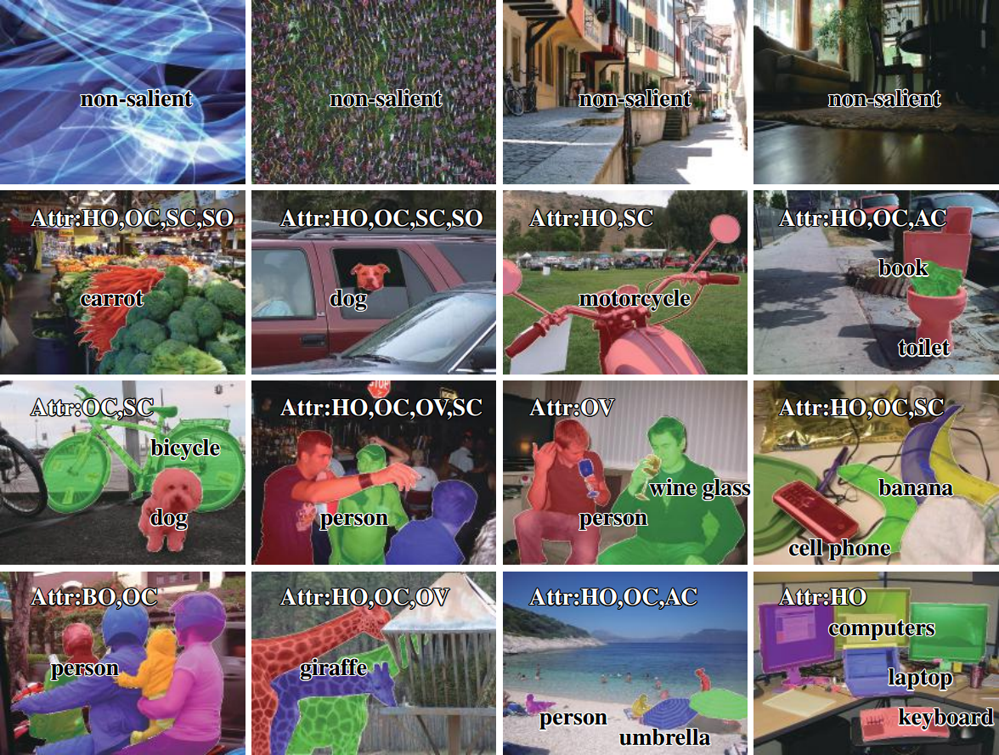 non-salient
non-salient
non-salient
non-salient
Attr:HO,OC,SC,SO
carrot
Attr:HO,OC,SC,SO
dog
Attr:HO,SC
motorcycle
Attr:HO,OC,AC
book
toilet
Attr:OC,SC
bicycle
dog
STOP
Attr:HO,OC,OV,SC
person
Attr:OV
wine glass
person
Attr:HO,OC,SC
banana
cell phone
Attr:BO,OC
person
Attr:HO,OC,OV
giraffe
Attr:HO,OC,AC
person
umbrella
Attr:HO
computers
laptop
keyboard